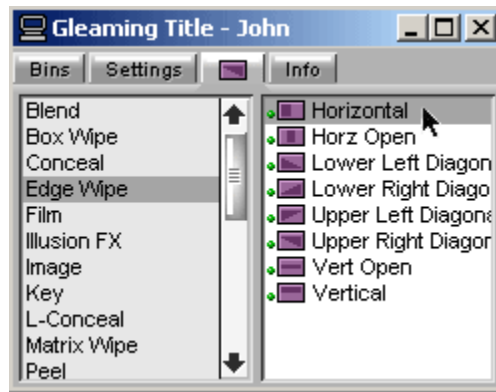 Gleaming Title - John
Bins Settings Info
Blend
Box Wipe
Conceal
Edge Wipe
Film
Illusion FX
Image
Key
L-Conceal
Matrix Wipe
Peel
Horizontal
Horz Open
Lower Left Diagon
Lower Right Diago
Upper Left Diagona
Upper Right Diagon
Vert Open
Vertical